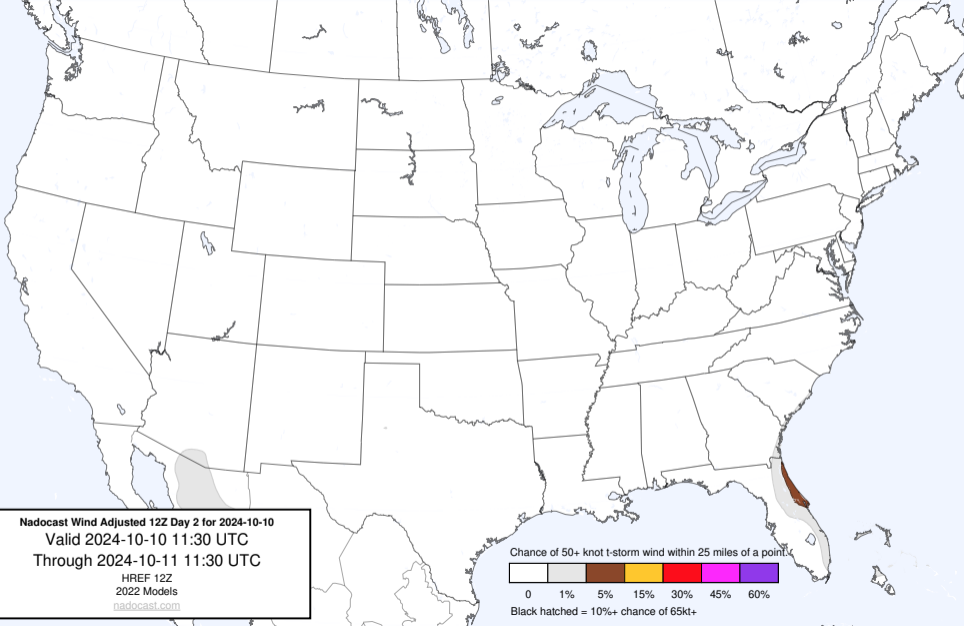 Nadocast Wind Adjusted 12Z Day 2 for 2024-10-10
Valid 2024-10-10 11:30 UTC
Through 2024-10-11 11:30 UTC
HREF 12Z
2022 Models
nadocast.com
Chance of 50+ knot t-storm wind within 25 miles of a point.
0 1% 5% 15% 30% 45% 60%
Black hatched = 10%+ chance of 65kt+